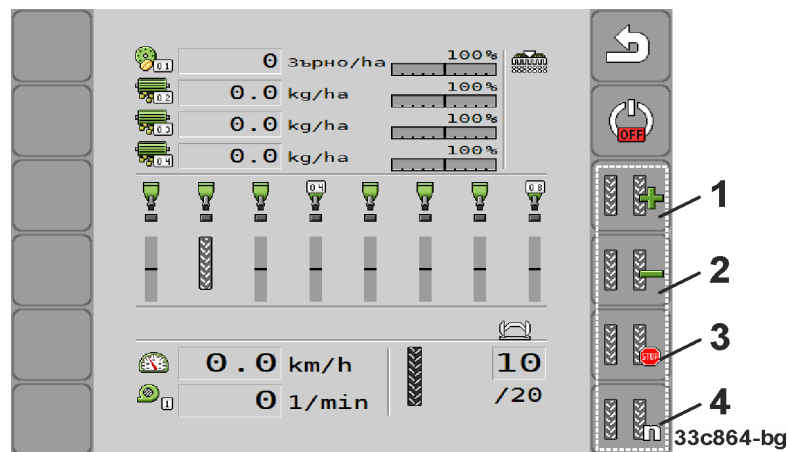 01 0 Зърно/ha 100%
02 0.0 kg/ha 100%
03 0.0 kg/ha 100%
04 0.0 kg/ha 100%
04 08
0.0 km/h 10
1 0 1/min /20
OFF
STOP
n
1
2
3
4
33c864-bg